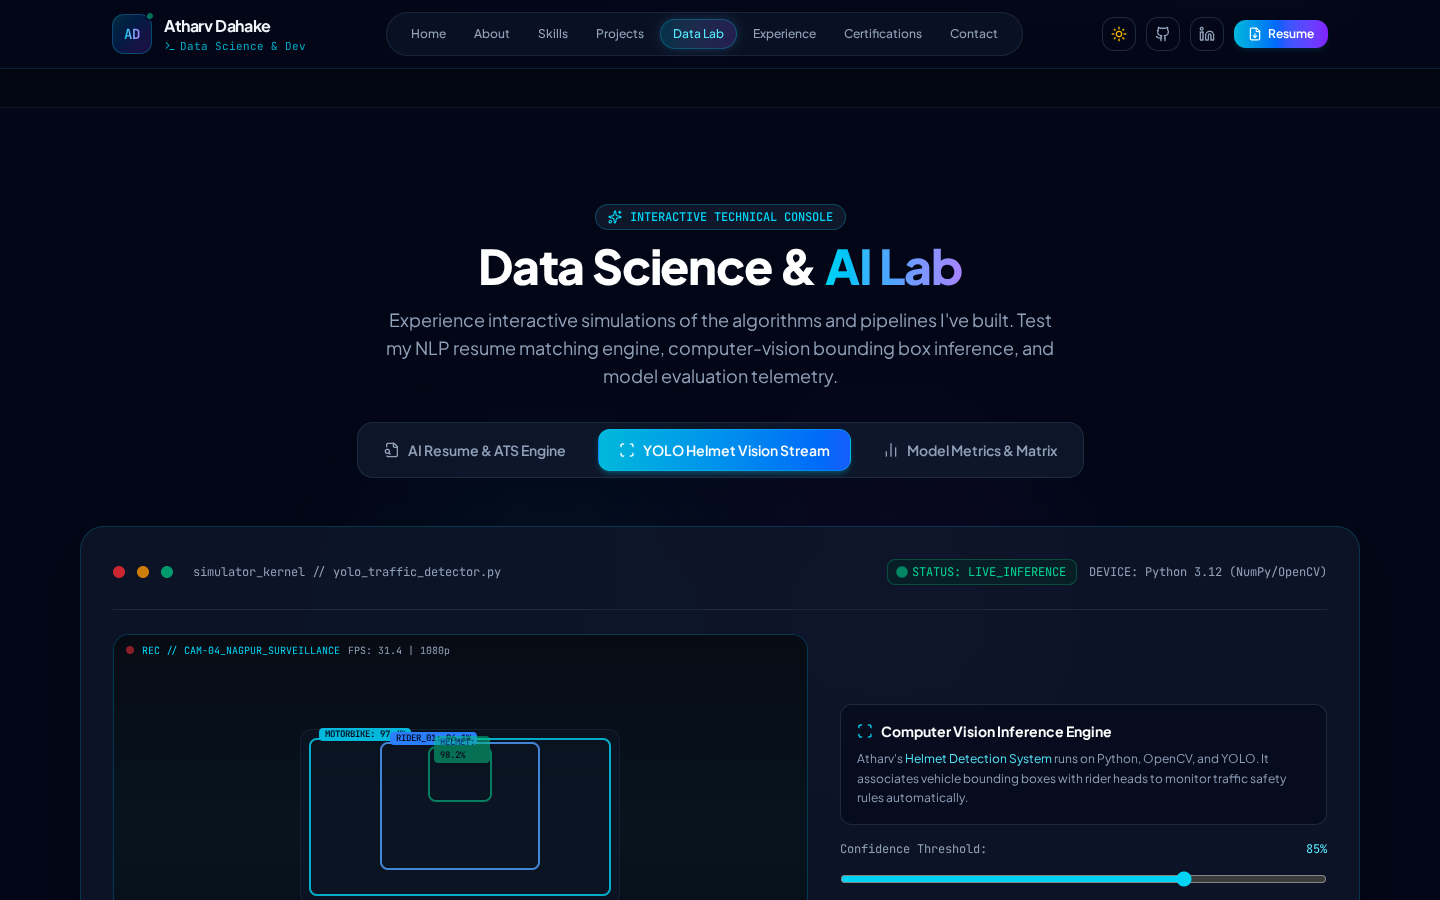 AD
Atharv Dahake
Data Science & Dev
Home About Skills Projects Data Lab Experience Certifications Contact
Resume
INTERACTIVE TECHNICAL CONSOLE
Data Science & AI Lab
Experience interactive simulations of the algorithms and pipelines I've built. Test
my NLP resume matching engine, computer-vision bounding box inference, and
model evaluation telemetry.
AI Resume & ATS Engine
YOLO Helmet Vision Stream
Model Metrics & Matrix
simulator_kernel // yolo_traffic_detector.py
STATUS: LIVE_INFERENCE
DEVICE: Python 3.12 (NumPy/OpenCV)
REC // CAM-04_NAGPUR_SURVEILLANCE FPS: 31.4 | 1080p
MOTORBIKE:
RIDER_01:
98.2%
Computer Vision Inference Engine
Atharv's Helmet Detection System runs on Python, OpenCV, and YOLO. It
associates vehicle bounding boxes with rider heads to monitor traffic safety
rules automatically.
Confidence Threshold:
85%